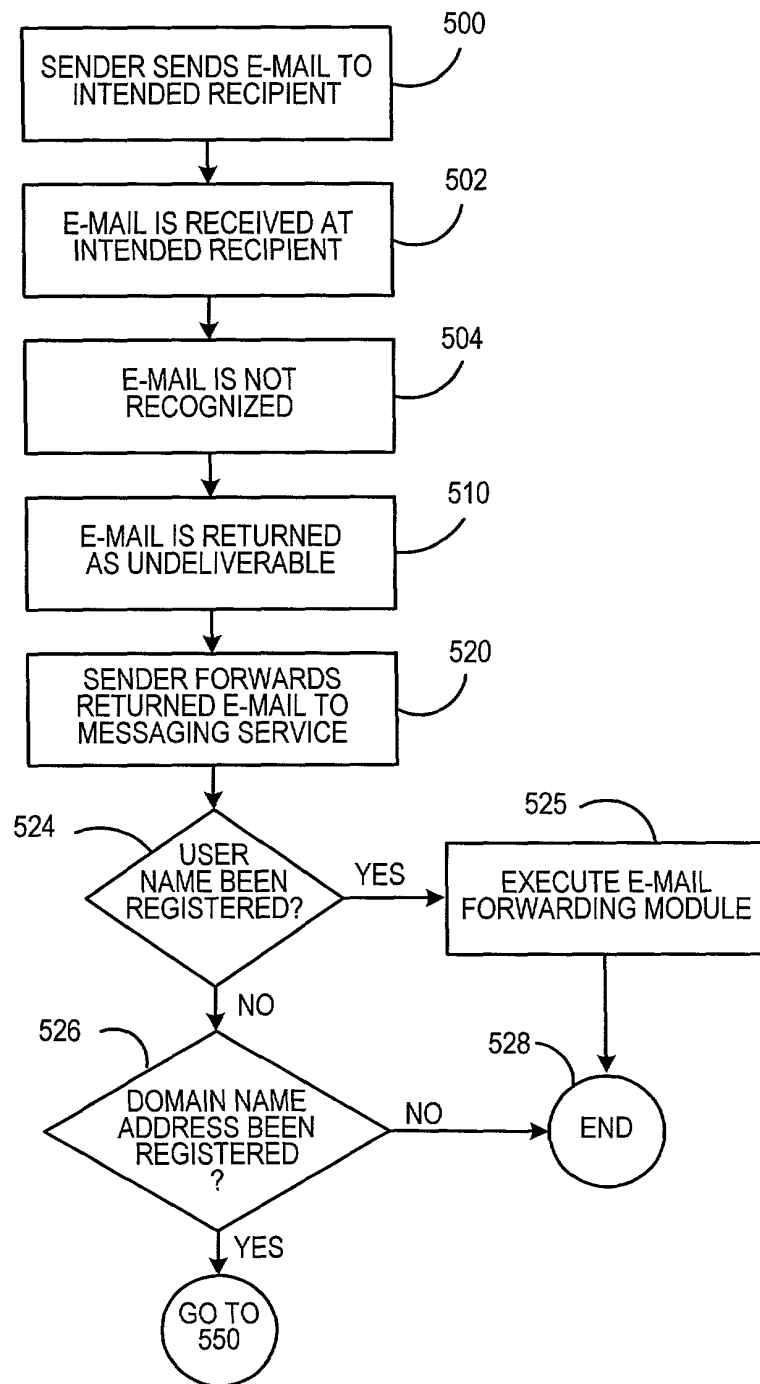 500
SENDER SENDS E-MAIL TO
INTENDED RECIPIENT
502
E-MAIL IS RECEIVED AT
INTENDED RECIPIENT
504
E-MAIL IS NOT
RECOGNIZED
510
E-MAIL IS RETURNED
AS UNDELIVERABLE
520
SENDER FORWARDS
RETURNED E-MAIL TO
MESSAGING SERVICE
524
USER
NAME BEEN
REGISTERED?
YES
525
EXECUTE E-MAIL
FORWARDING MODULE
NO
526
DOMAIN NAME
ADDRESS BEEN
REGISTERED
?
NO
528
END
YES
GO TO
550